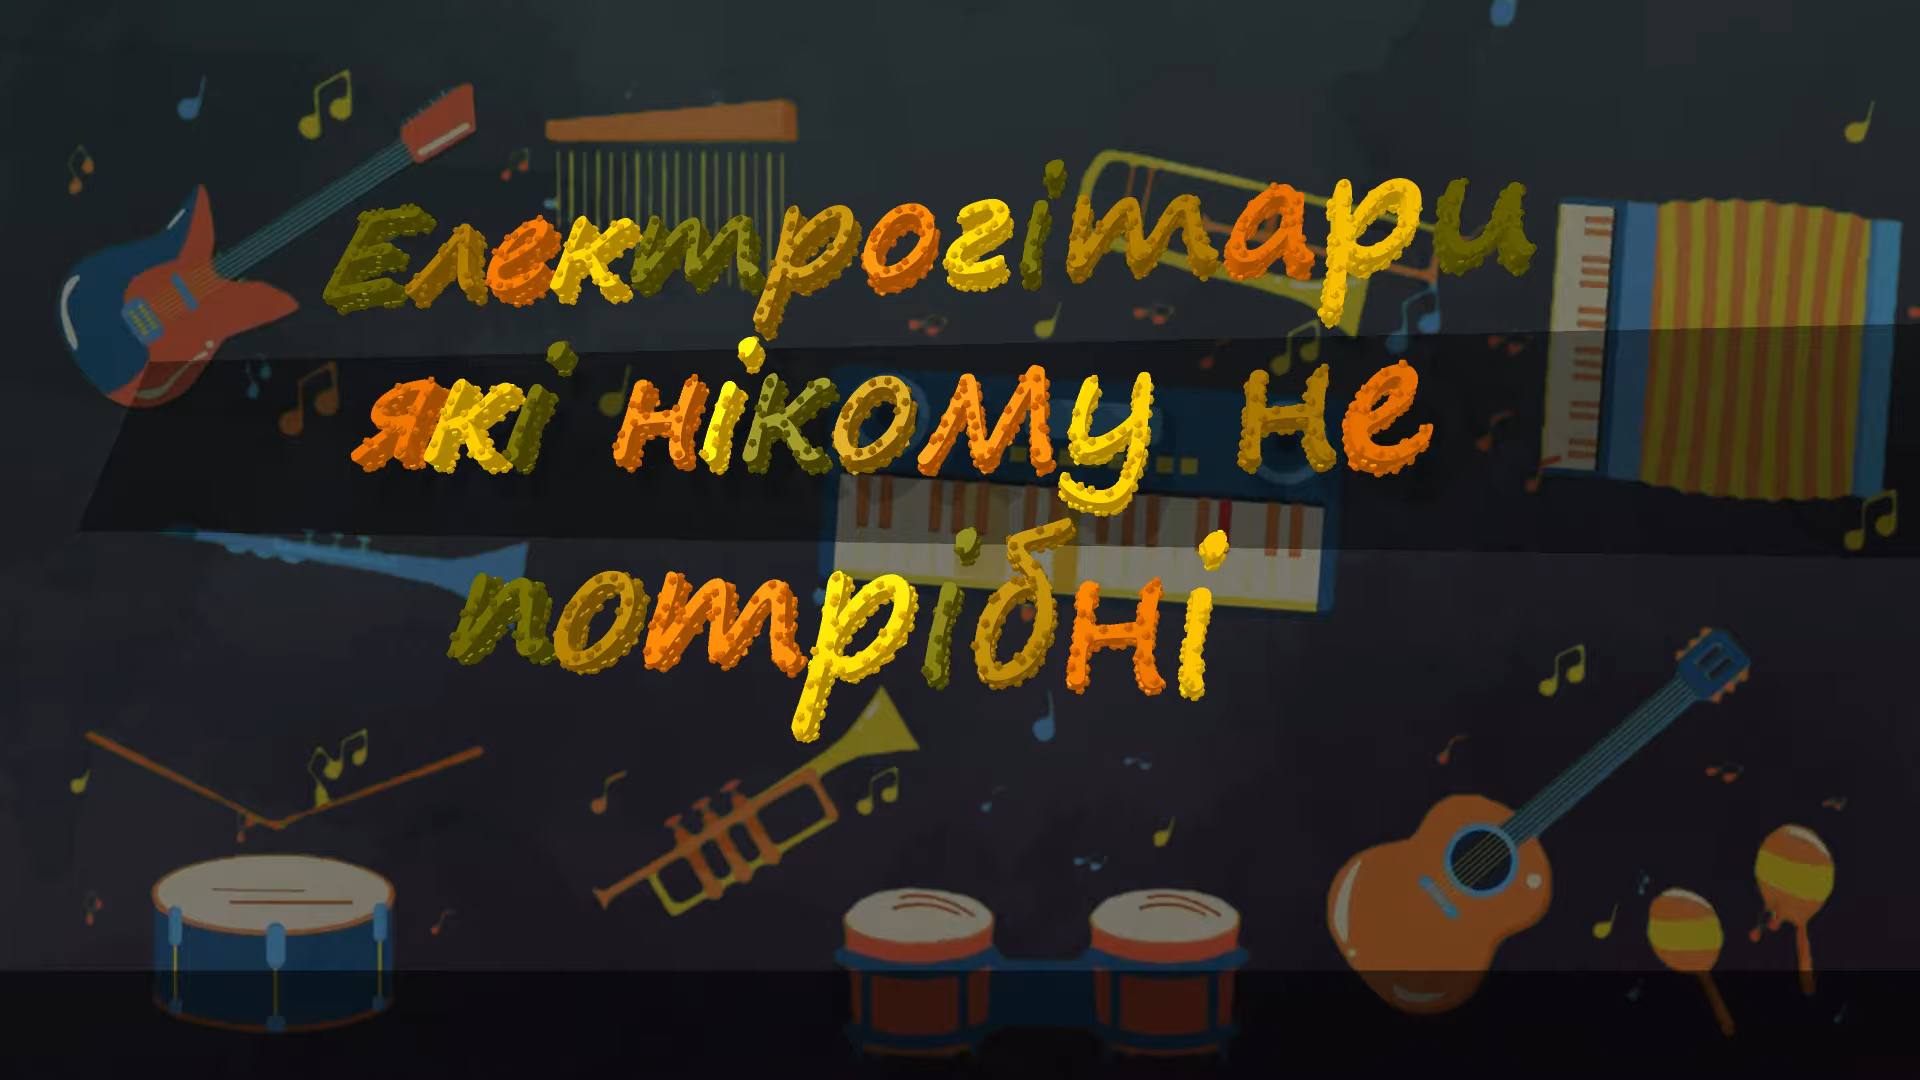 Електрогітари
які нікому не
потрібні